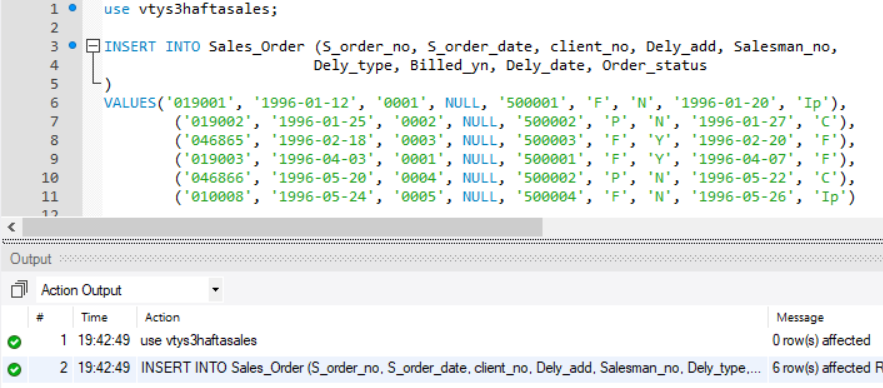 1 use vtys3haftasales;
2
3 INSERT INTO Sales_Order (S_order_no, S_order_date, client_no, Dely_add, Salesman_no,
4 Dely_type, Billed_yn, Dely_date, Order_status
5 )
6 VALUES('019001', '1996-01-12', '0001', NULL, '500001', 'F', 'N', '1996-01-20', 'Ip'),
7 ('019002', '1996-01-25', '0002', NULL, '500002', 'P', 'N', '1996-01-27', 'C'),
8 ('046865', '1996-02-18', '0003', NULL, '500003', 'F', 'Y', '1996-02-20', 'F'),
9 ('019003', '1996-04-03', '0001', NULL, '500001', 'F', 'Y', '1996-04-07', 'F'),
10 ('046866', '1996-05-20', '0004', NULL, '500002', 'P', 'N', '1996-05-22', 'C'),
11 ('010008', '1996-05-24', '0005', NULL, '500004', 'F', 'N', '1996-05-26', 'Ip')
12
Output
Action Output
# Time Action Message
1 19:42:49 use vtys3haftasales 0 row(s) affected
2 19:42:49 INSERT INTO Sales_Order (S_order_no, S_order_date, client_no, Dely_add, Salesman_no, Dely_type,... 6 row(s) affected R